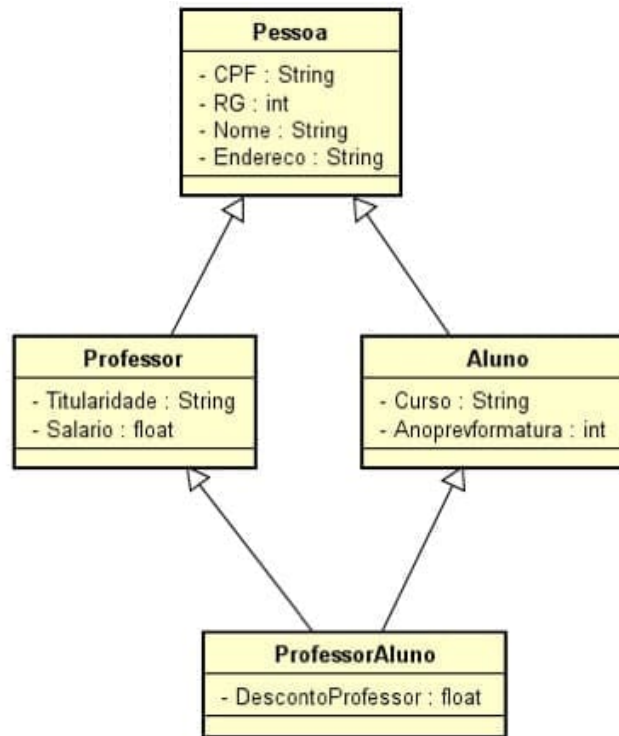 Pessoa
- CPF : String
- RG : int
- Nome : String
- Endereco : String
Professor
- Titularidade : String
- Salario : float
Aluno
- Curso : String
- Anoprevformatura : int
ProfessorAluno
- DescontoProfessor : float